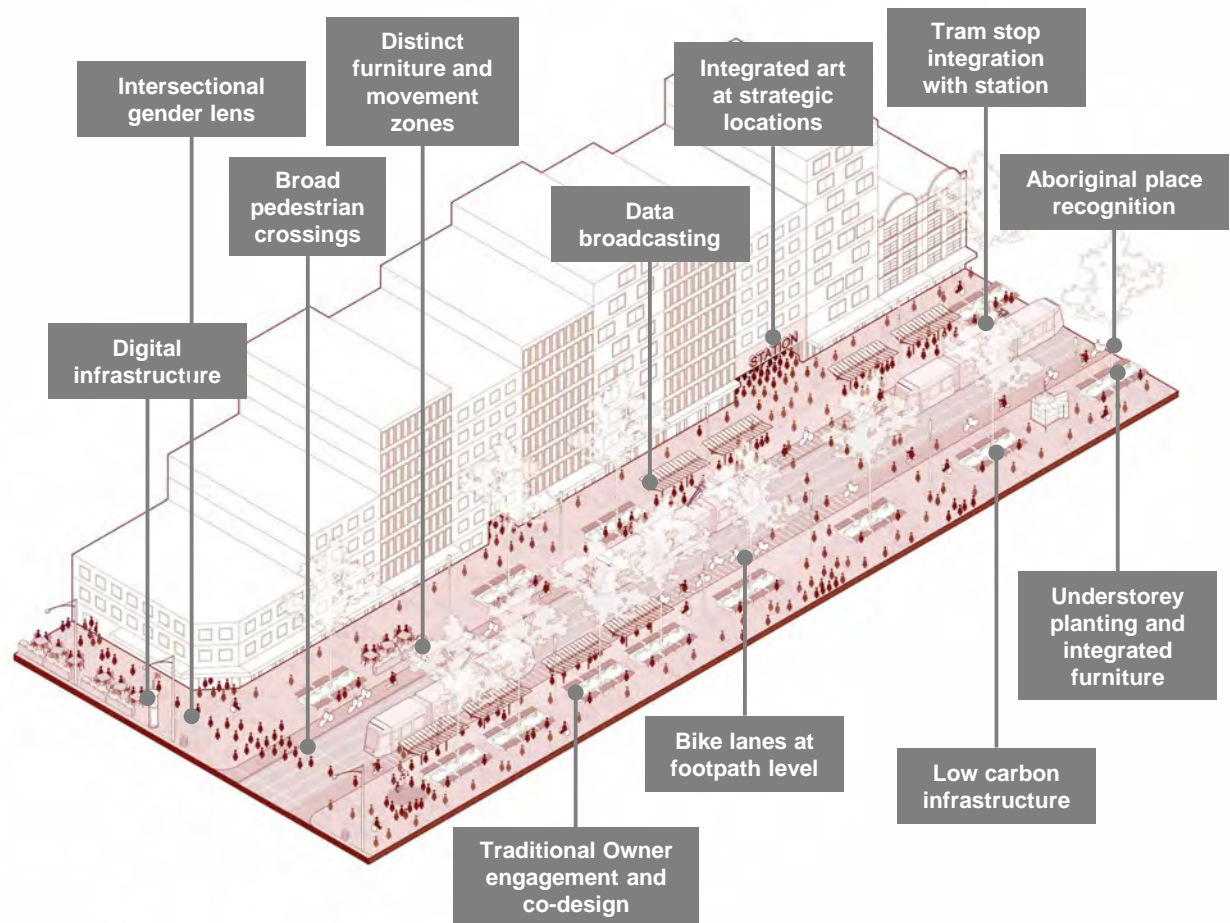 Distinct
furniture and
movement
zones
Tram stop
integration
with station
Intersectional
gender lens
Integrated art
at strategic
locations
Broad
pedestrian
crossings
Aboriginal place
recognition
Data
broadcasting
Digital
infrastructure
STATION
Understorey
planting and
integrated
furniture
Bike lanes at
footpath level
Low carbon
infrastructure
Traditional Owner
engagement and
co-design